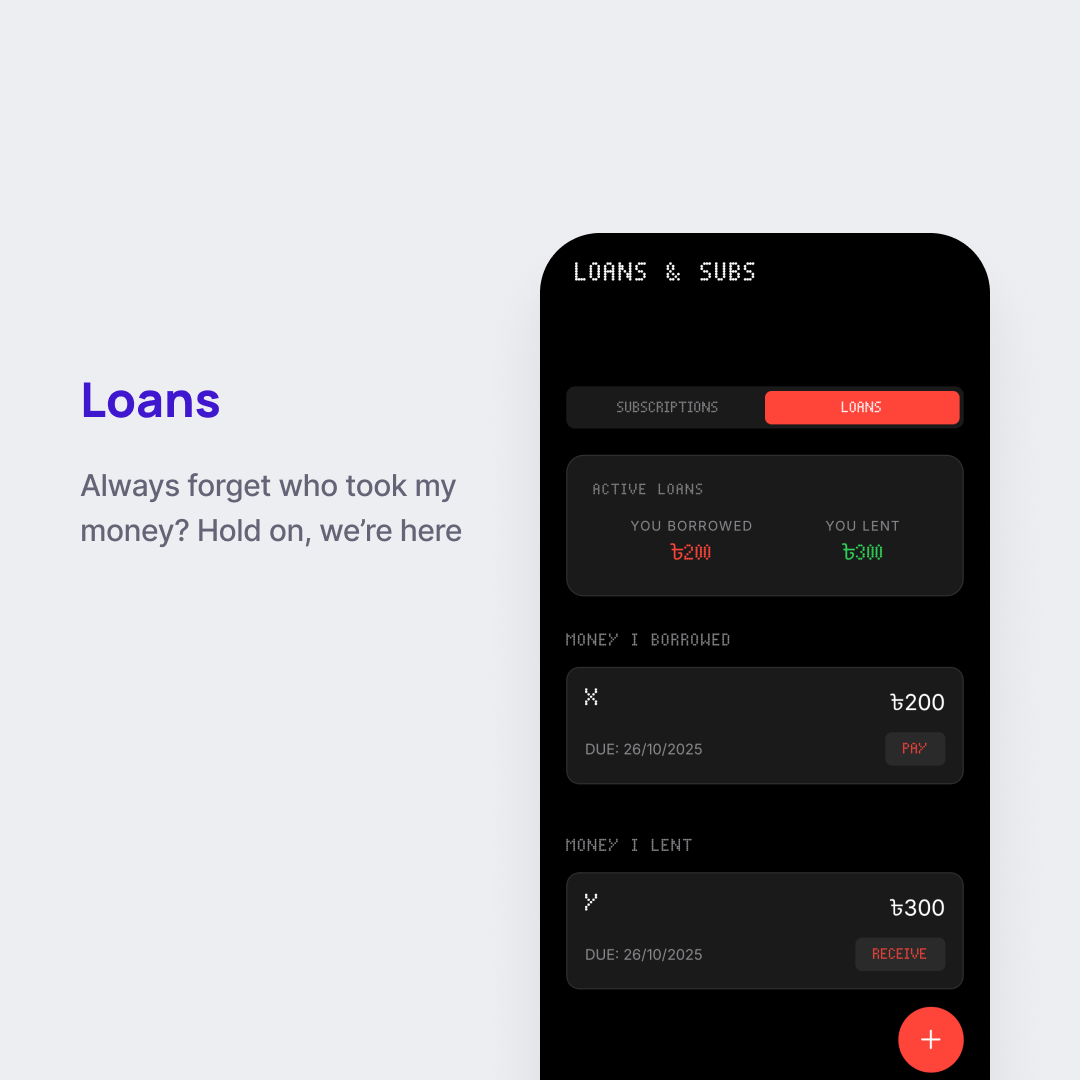 Loans
Always forget who took my
money? Hold on, we’re here
LOANS & SUBS
SUBSCRIPTIONS
LOANS
ACTIVE LOANS
YOU BORROWED
YOU LENT
৳200
৳300
MONEY I BORROWED
X
৳200
DUE: 26/10/2025
PAY
MONEY I LENT
Y
৳300
DUE: 26/10/2025
RECEIVE